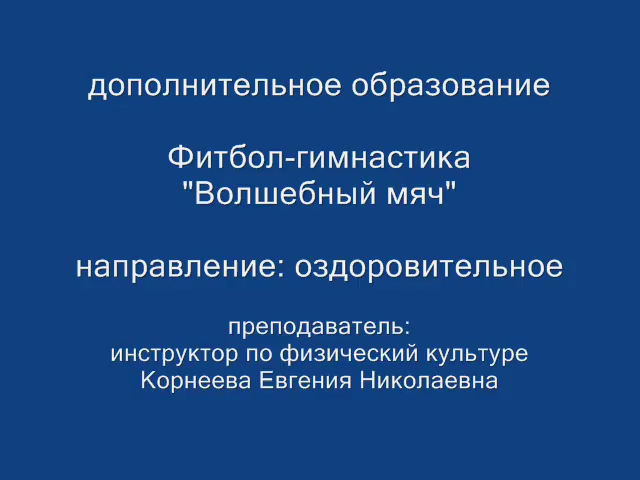 дополнительное образование
Фитбол-гимнастика
"Волшебный мяч"
направление: оздоровительное
преподаватель:
инструктор по физический культуре
Корнеева Евгения Николаевна